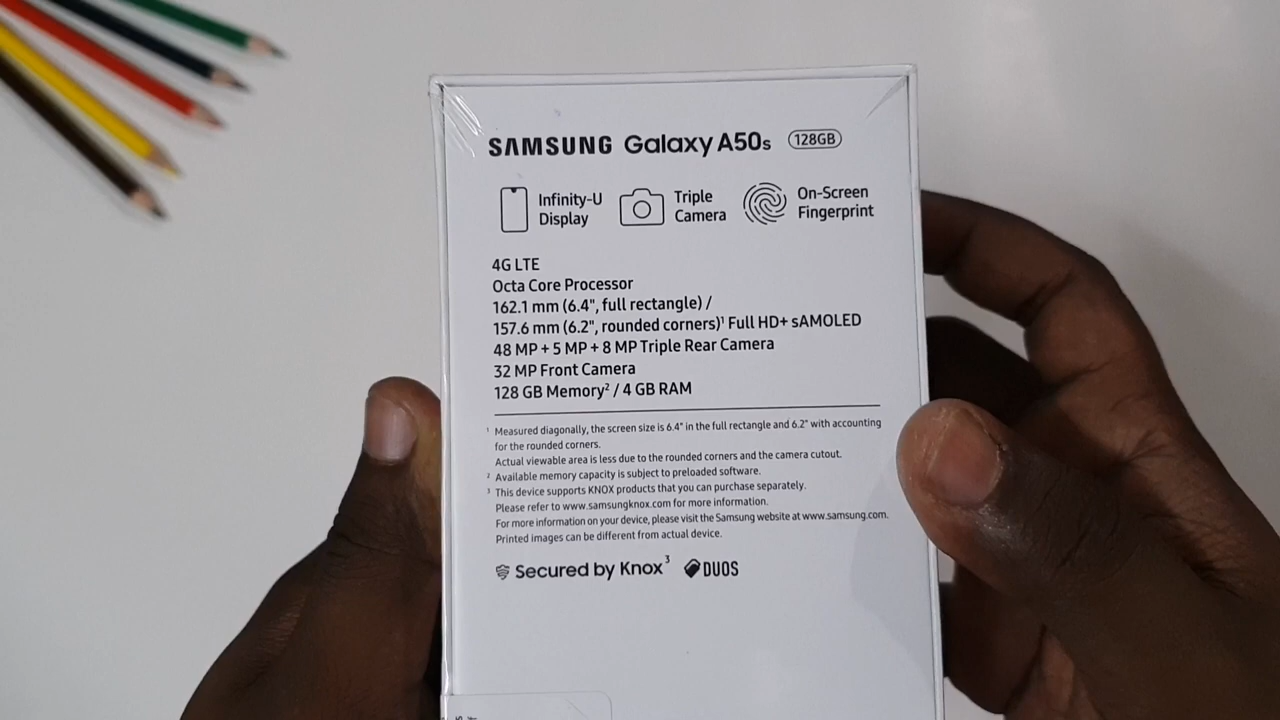 SAMSUNG Galaxy A50s 128GB
Infinity-U Display
Triple Camera
On-Screen Fingerprint
4G LTE
Octa Core Processor
162.1 mm (6.4", full rectangle) /
157.6 mm (6.2", rounded corners)¹ Full HD+ sAMOLED
48 MP + 5 MP + 8 MP Triple Rear Camera
32 MP Front Camera
128 GB Memory² / 4 GB RAM
¹ Measured diagonally, the screen size is 6.4" in the full rectangle and 6.2" with accounting
for the rounded corners.
Actual viewable area is less due to the rounded corners and the camera cutout.
² Available memory capacity is subject to preloaded software.
³ This device supports KNOX products that you can purchase separately.
Please refer to www.samsungknox.com for more information.
For more information on your device, please visit the Samsung website at www.samsung.com.
Printed images can be different from actual device.
Secured by Knox³ DUOS